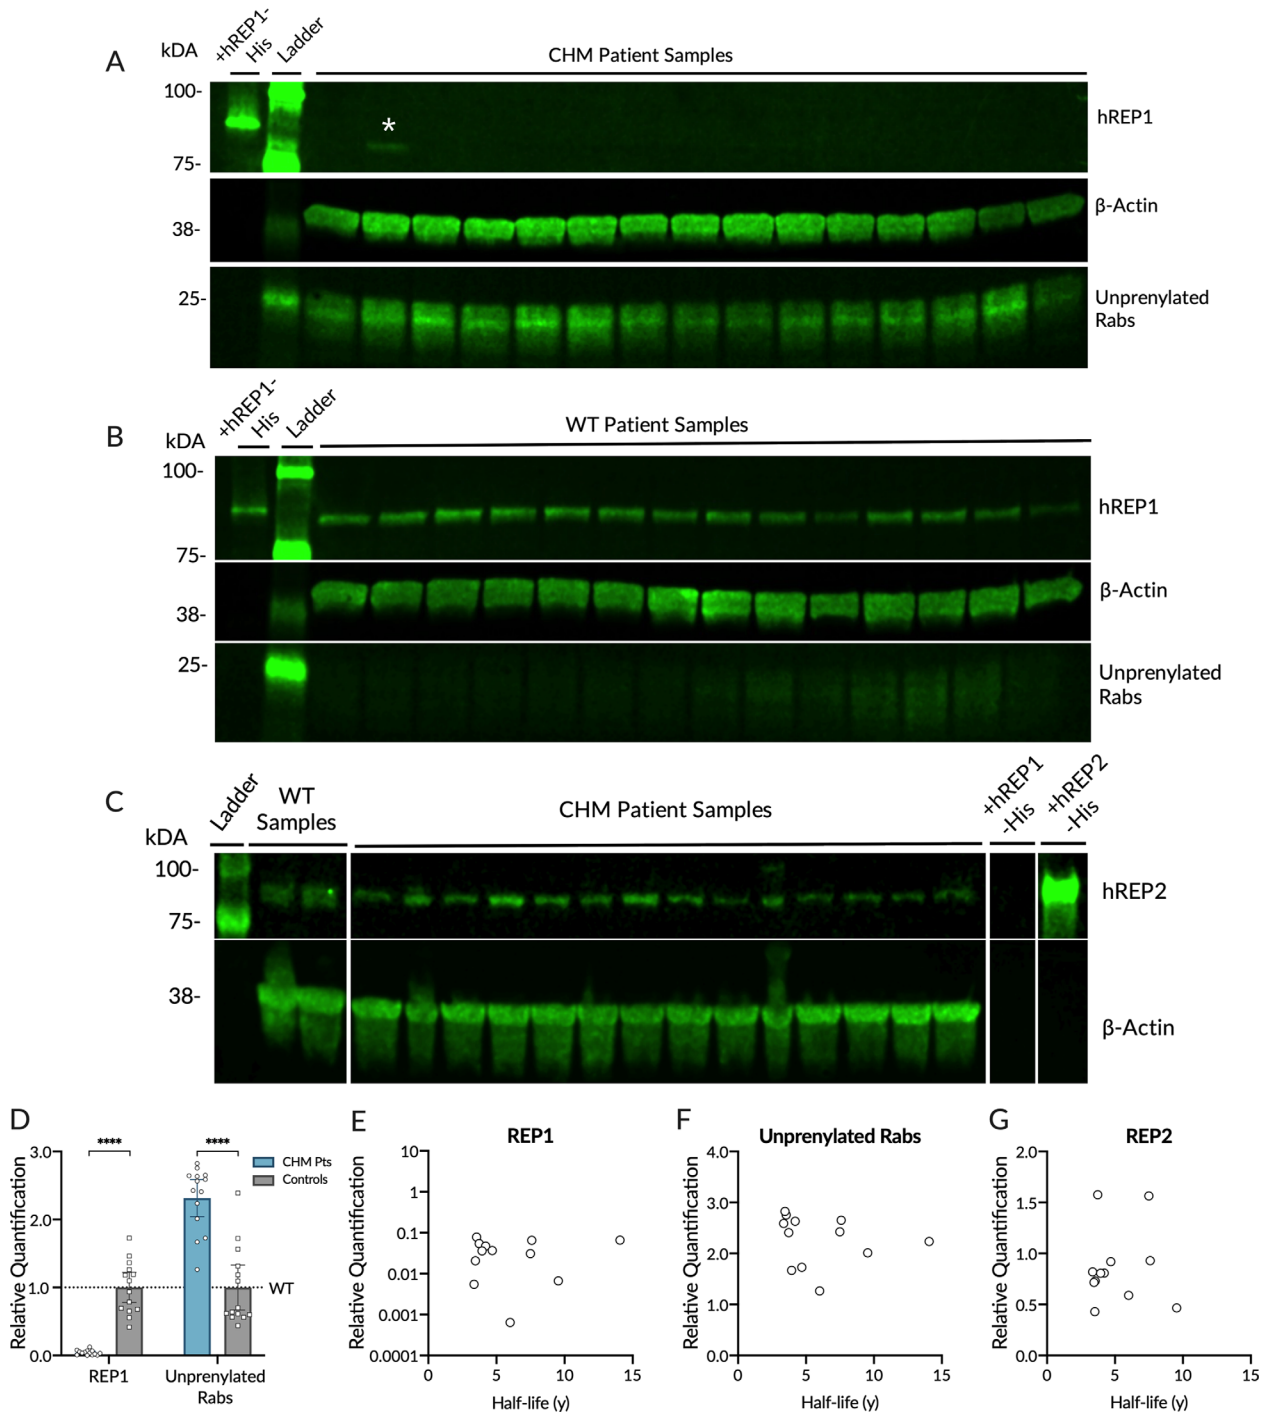 A
kDA
+hREP1-
His
Ladder
CHM Patient Samples
100-
75-
*
hREP1
38-
β-Actin
25-
Unprenylated
Rabs
B
kDA
+hREP1-
His
Ladder
WT Patient Samples
100-
75-
hREP1
38-
β-Actin
25-
Unprenylated
Rabs
C
kDA
Ladder
WT
Samples
CHM Patient Samples
+hREP1
-His
+hREP2
-His
100-
75-
hREP2
38-
β-Actin
D
Relative Quantification
3.0
2.0
1.0
0.0
****
****
CHM Pts
Controls
WT
REP1
Unprenylated
Rabs
E
REP1
Relative Quantification
10
1
0.1
0.01
0.001
0.0001
0
5
10
15
Half-life (y)
F
Unprenylated Rabs
Relative Quantification
4.0
3.0
2.0
1.0
0.0
0
5
10
15
Half-life (y)
G
REP2
Relative Quantification
2.0
1.5
1.0
0.5
0.0
0
5
10
15
Half-life (y)